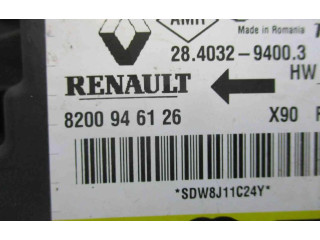 AMR
Made in Romania
28.4032-9400.3
RENAULT
HW
8200 94 61 26
X90
*SDW8J11C24Y*